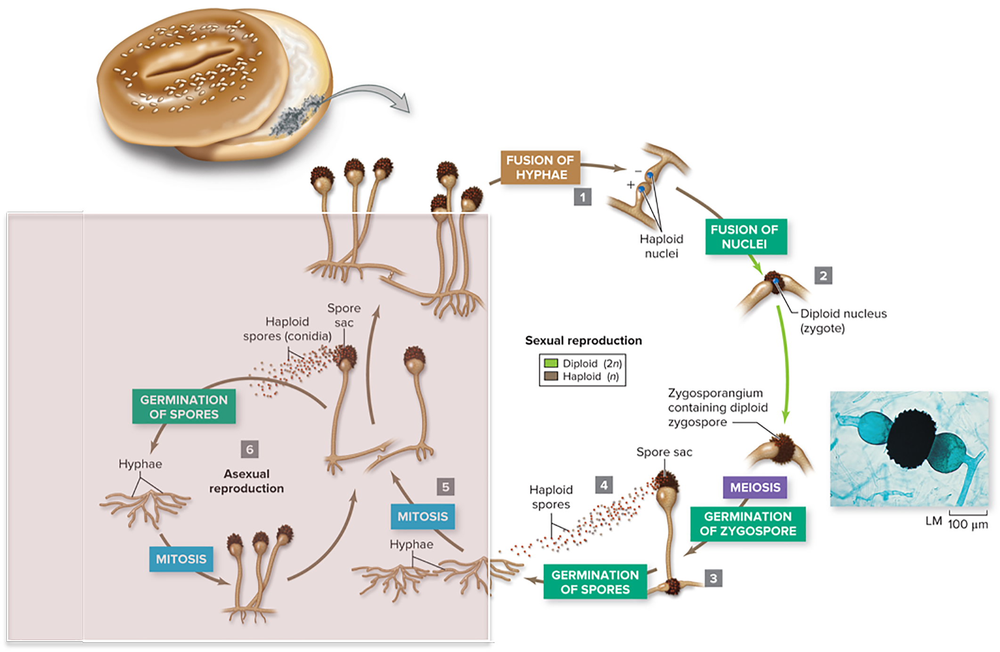 FUSION OF
HYPHAE
1
−
+
Haploid
nuclei
FUSION OF
NUCLEI
2
Diploid nucleus
(zygote)
Spore
sac
Haploid
spores (conidia)
Sexual reproduction
Diploid (2n)
Haploid (n)
GERMINATION
OF SPORES
Zygosporangium
containing diploid
zygospore
6
Asexual
reproduction
Hyphae
Spore sac
5
4
MITOSIS
Haploid
spores
MEIOSIS
GERMINATION
OF ZYGOSPORE
LM 100 µm
Hyphae
MITOSIS
GERMINATION
OF SPORES
3